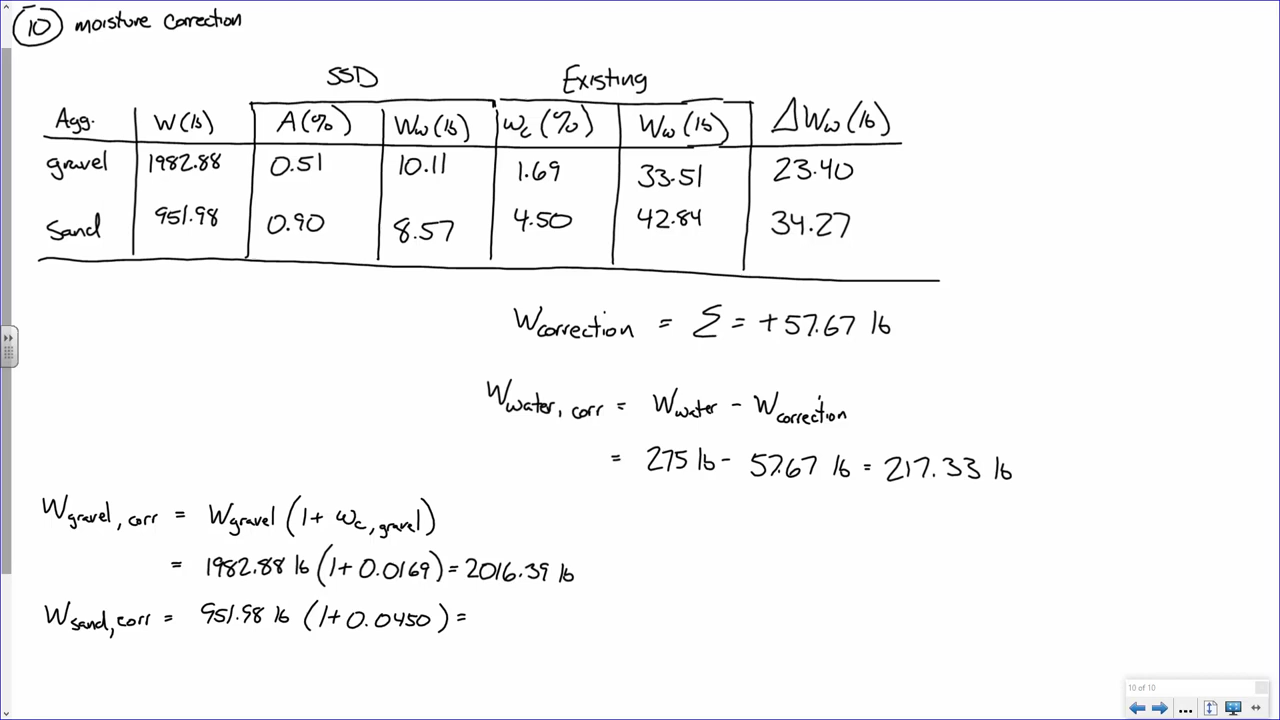 10 moisture correction
SSD Existing
Agg. W (lb) A (%) Ww (lb) wc (%) Ww (lb) ΔWw (lb)
gravel 1982.88 0.51 10.11 1.69 33.51 23.40
Sand 951.98 0.90 8.57 4.50 42.84 34.27
Wcorrection = Σ = +57.67 lb
Wwater, corr = Wwater - Wcorrection
= 275 lb - 57.67 lb = 217.33 lb
Wgravel, corr = Wgravel (1 + wc, gravel)
= 1982.88 lb (1 + 0.0169) = 2016.39 lb
Wsand, corr = 951.98 lb (1 + 0.0450) =
10 of 10